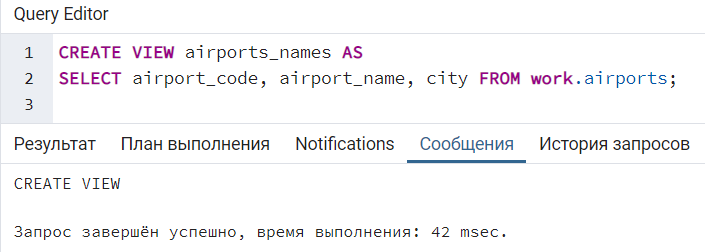 Query Editor
1 CREATE VIEW airports_names AS
2 SELECT airport_code, airport_name, city FROM work.airports;
3
Результат План выполнения Notifications Сообщения История запросов
CREATE VIEW
Запрос завершён успешно, время выполнения: 42 msec.